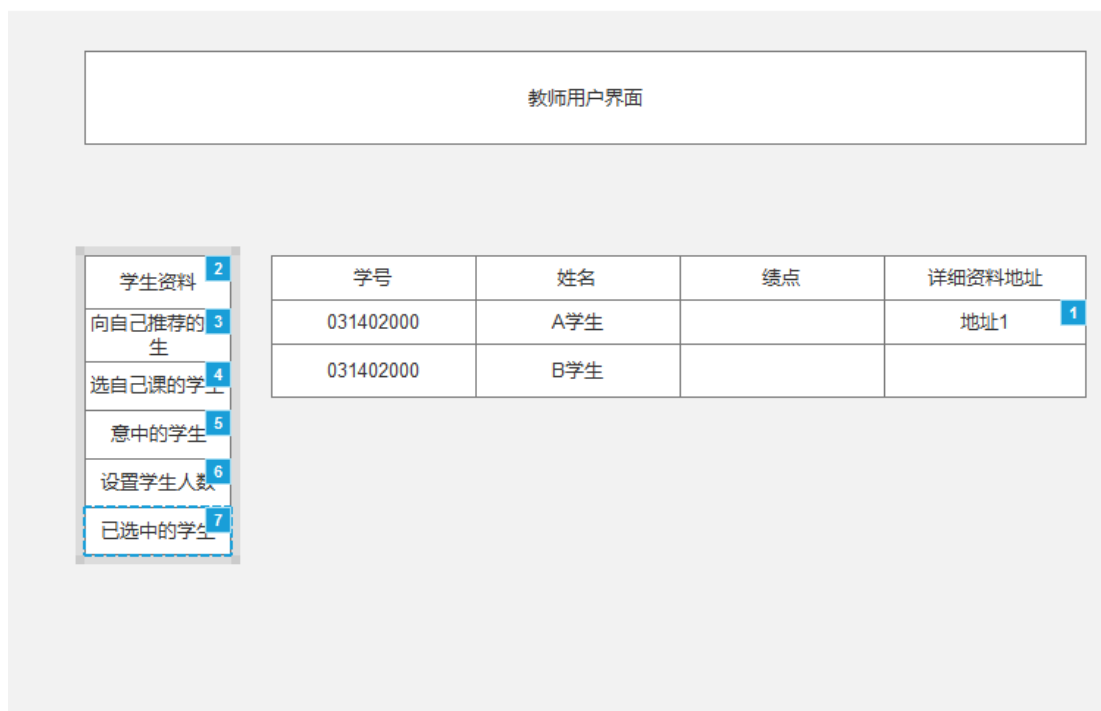 教师用户界面
学生资料 2
向自己推荐的 3
生
选自己课的学生 4
意中的学生 5
设置学生人数 6
已选中的学生 7
学号 姓名 绩点 详细资料地址
031402000 A学生 地址1 1
031402000 B学生